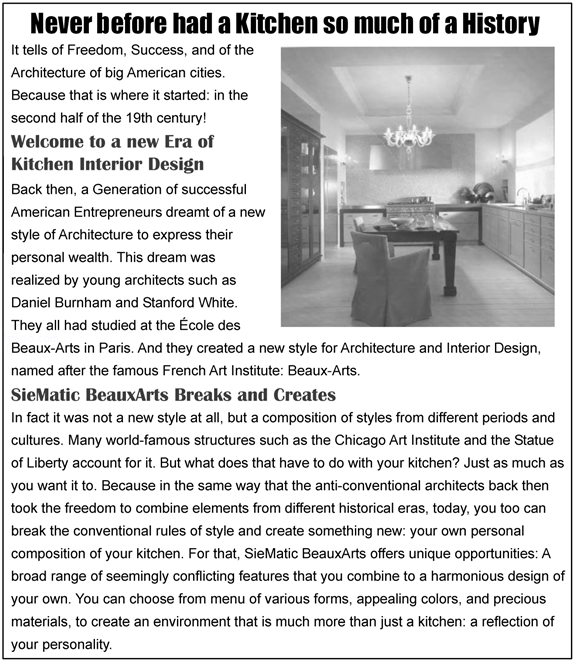 Never before had a Kitchen so much of a History
It tells of Freedom, Success, and of the
Architecture of big American cities.
Because that is where it started: in the
second half of the 19th century!
Welcome to a new Era of
Kitchen Interior Design
Back then, a Generation of successful
American Entrepreneurs dreamt of a new
style of Architecture to express their
personal wealth. This dream was
realized by young architects such as
Daniel Burnham and Stanford White.
They all had studied at the École des
Beaux-Arts in Paris. And they created a new style for Architecture and Interior Design,
named after the famous French Art Institute: Beaux-Arts.
SieMatic BeauxArts Breaks and Creates
In fact it was not a new style at all, but a composition of styles from different periods and
cultures. Many world-famous structures such as the Chicago Art Institute and the Statue
of Liberty account for it. But what does that have to do with your kitchen? Just as much as
you want it to. Because in the same way that the anti-conventional architects back then
took the freedom to combine elements from different historical eras, today, you too can
break the conventional rules of style and create something new: your own personal
composition of your kitchen. For that, SieMatic BeauxArts offers unique opportunities: A
broad range of seemingly conflicting features that you combine to a harmonious design of
your own. You can choose from menu of various forms, appealing colors, and precious
materials, to create an environment that is much more than just a kitchen: a reflection of
your personality.